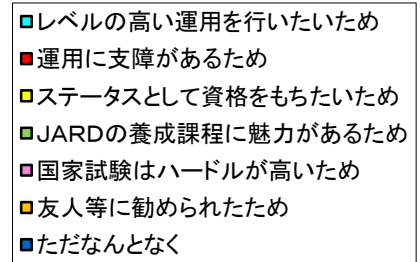 レベルの高い運用を行いたいため
運用に支障があるため
ステータスとして資格をもちたいため
JARDの養成課程に魅力があるため
国家試験はハードルが高いため
友人等に勧められたため
ただなんとなく